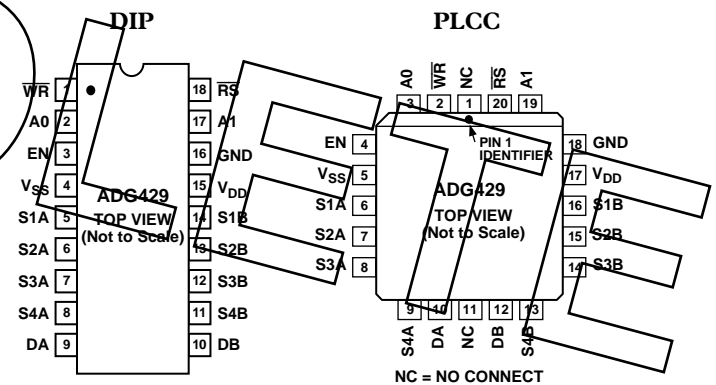 DIP
WR 1 18 RS
A0 2 17 A1
EN 3 16 GND
VSS 4 15 VDD
ADG429
S1A 5 TOP VIEW 14 S1B
(Not to Scale)
S2A 6 13 S2B
S3A 7 12 S3B
S4A 8 11 S4B
DA 9 10 DB
PLCC
A0 WR NC RS A1
3 2 1 20 19
PIN 1
IDENTIFIER
EN 4 18 GND
VSS 5 17 VDD
ADG429
S1A 6 16 S1B
TOP VIEW
S2A 7 (Not to Scale) 15 S2B
S3A 8 14 S3B
9 10 11 12 13
S4A DA NC DB S4B
NC = NO CONNECT